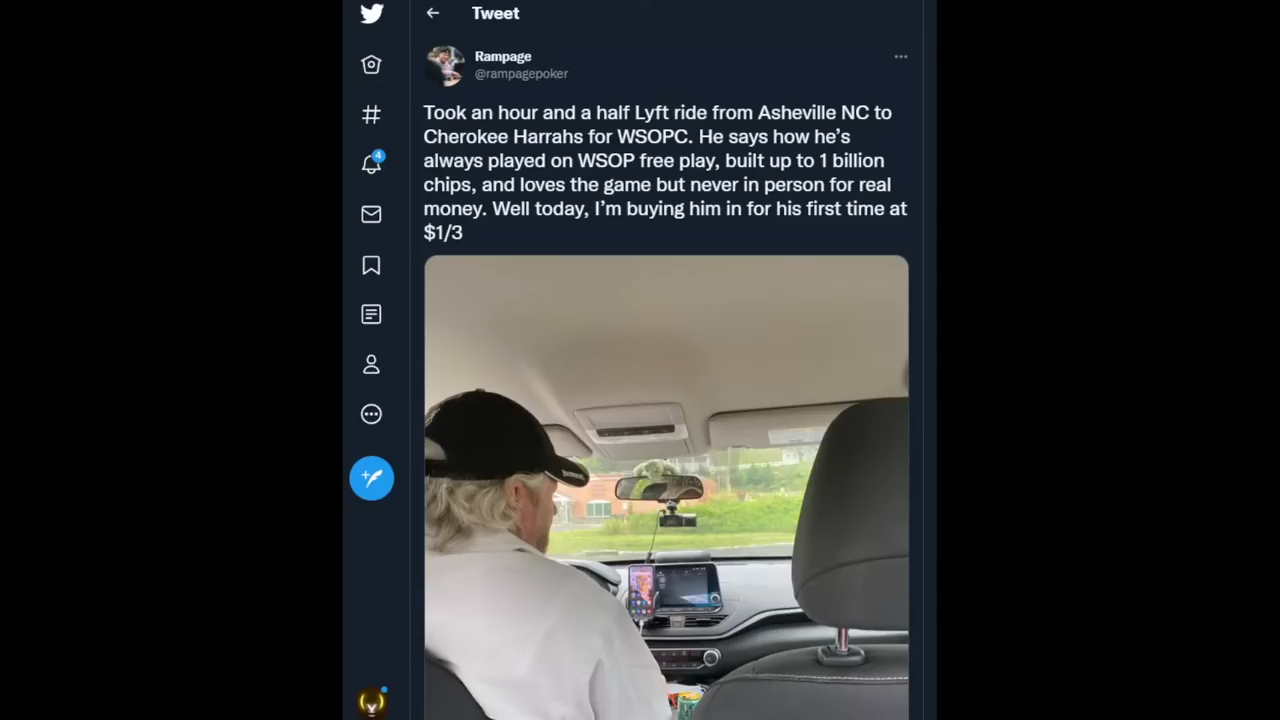 Tweet
Rampage
@rampagepoker
Took an hour and a half Lyft ride from Asheville NC to
Cherokee Harrahs for WSOPC. He says how he's
always played on WSOP free play, built up to 1 billion
chips, and loves the game but never in person for real
money. Well today, I'm buying him in for his first time at
$1/3
4